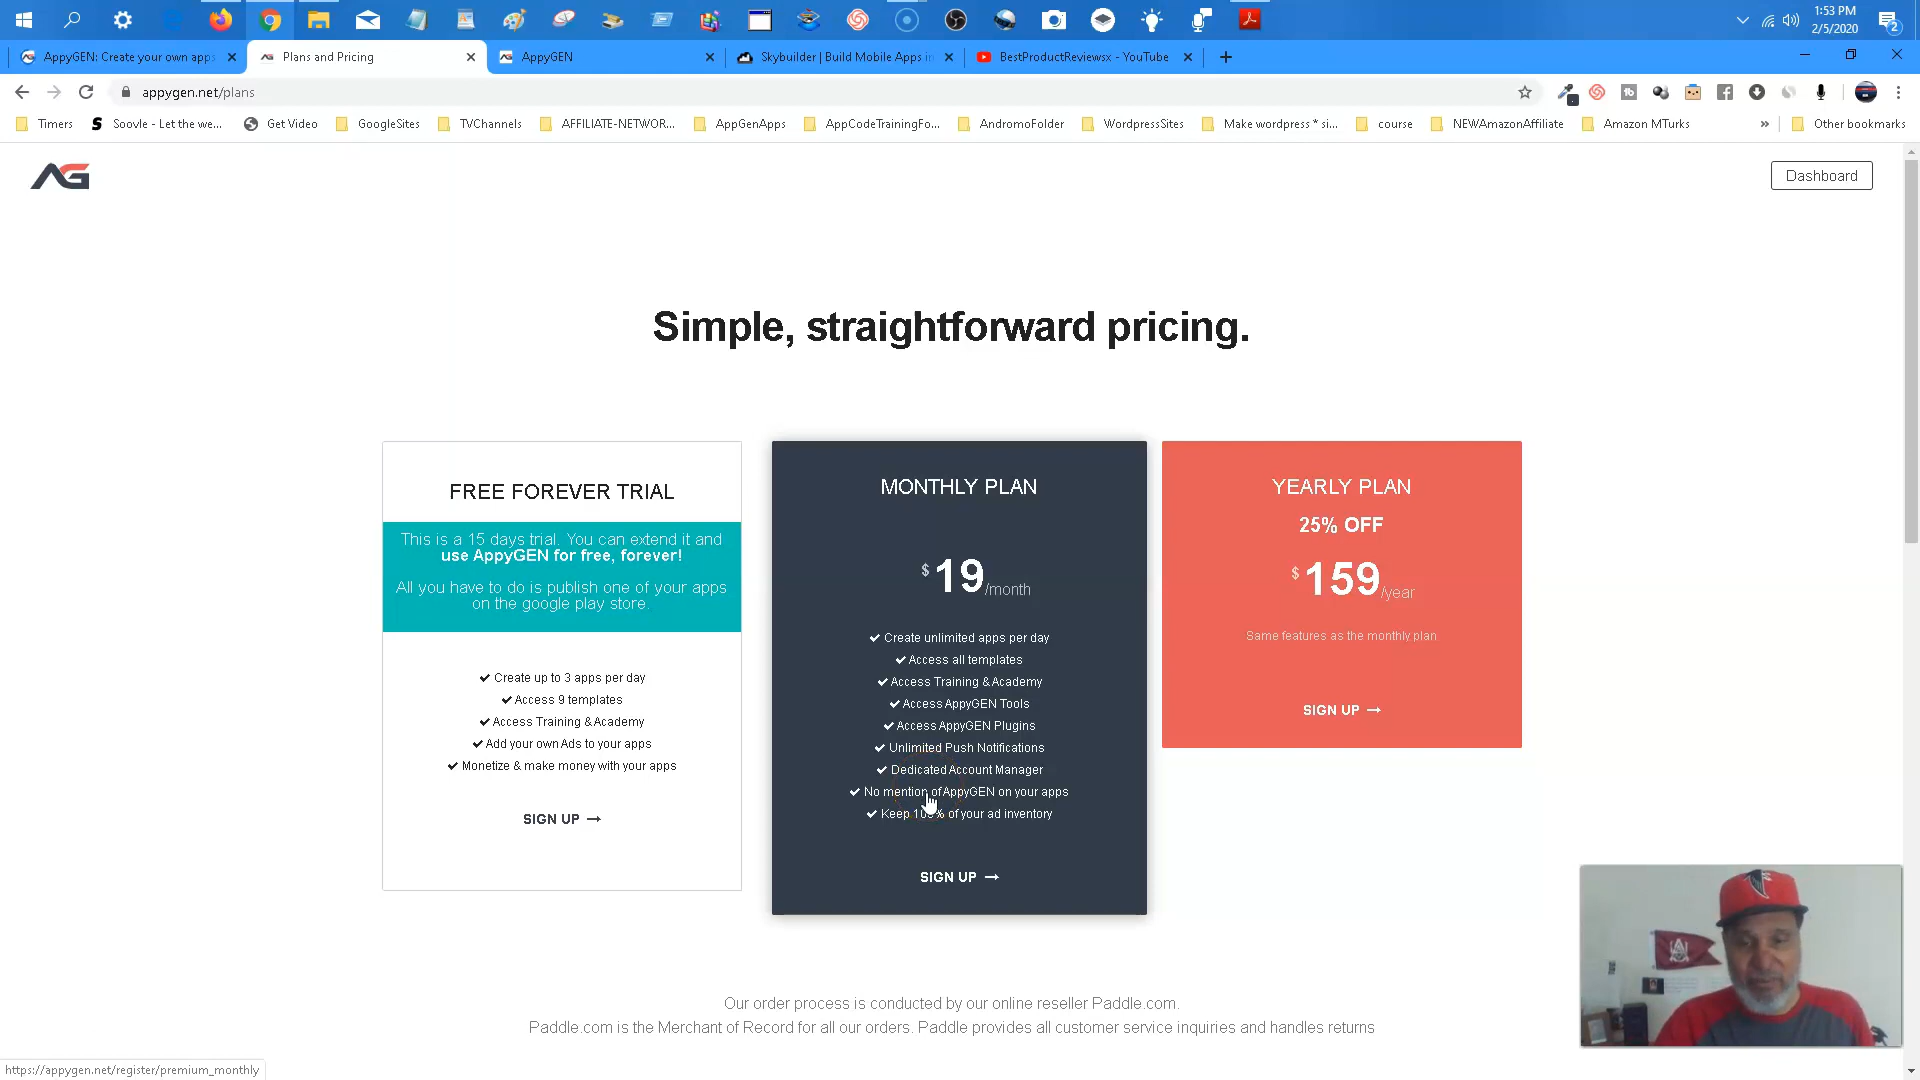 1:53 PM
2/5/2020
2
AppyGEN: Create your own apps
Plans and Pricing
AppyGEN
Skybuilder | Build Mobile Apps in
BestProductReviewsx - YouTube
appygen.net/plans
Timers
S Soovle - Let the we...
Get Video
GoogleSites
TVChannels
AFFILIATE-NETWOR...
AppGenApps
AppCodeTrainingFo...
AndromoFolder
WordpressSites
Make wordpress * si...
course
NEWAmazonAffiliate
Amazon MTurks
»
Other bookmarks
AG
Dashboard
Simple, straightforward pricing.
FREE FOREVER TRIAL
This is a 15 days trial. You can extend it and
use AppyGEN for free, forever!
All you have to do is publish one of your apps
on the google play store.
✔ Create up to 3 apps per day
✔ Access 9 templates
✔ Access Training & Academy
✔ Add your own Ads to your apps
✔ Monetize & make money with your apps
SIGN UP →
MONTHLY PLAN
$19/month
✔ Create unlimited apps per day
✔ Access all templates
✔ Access Training & Academy
✔ Access AppyGEN Tools
✔ Access AppyGEN Plugins
✔ Unlimited Push Notifications
✔ Dedicated Account Manager
✔ No mention of AppyGEN on your apps
✔ Keep 100% of your ad inventory
SIGN UP →
YEARLY PLAN
25% OFF
$159/year
Same features as the monthly plan
SIGN UP →
Our order process is conducted by our online reseller Paddle.com.
Paddle.com is the Merchant of Record for all our orders. Paddle provides all customer service inquiries and handles returns
https://appygen.net/register/premium_monthly